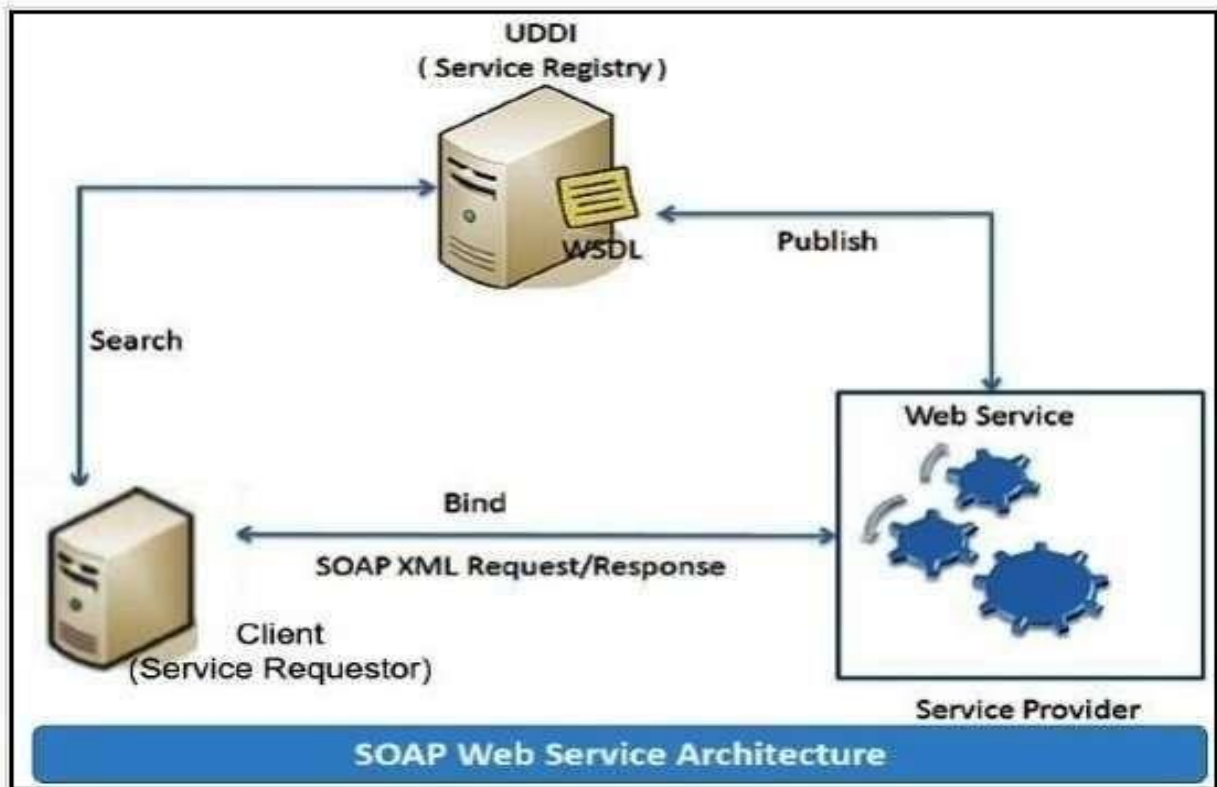 UDDI
( Service Registry )
WSDL
Publish
Search
Web Service
Bind
SOAP XML Request/Response
Client
(Service Requestor)
Service Provider
SOAP Web Service Architecture